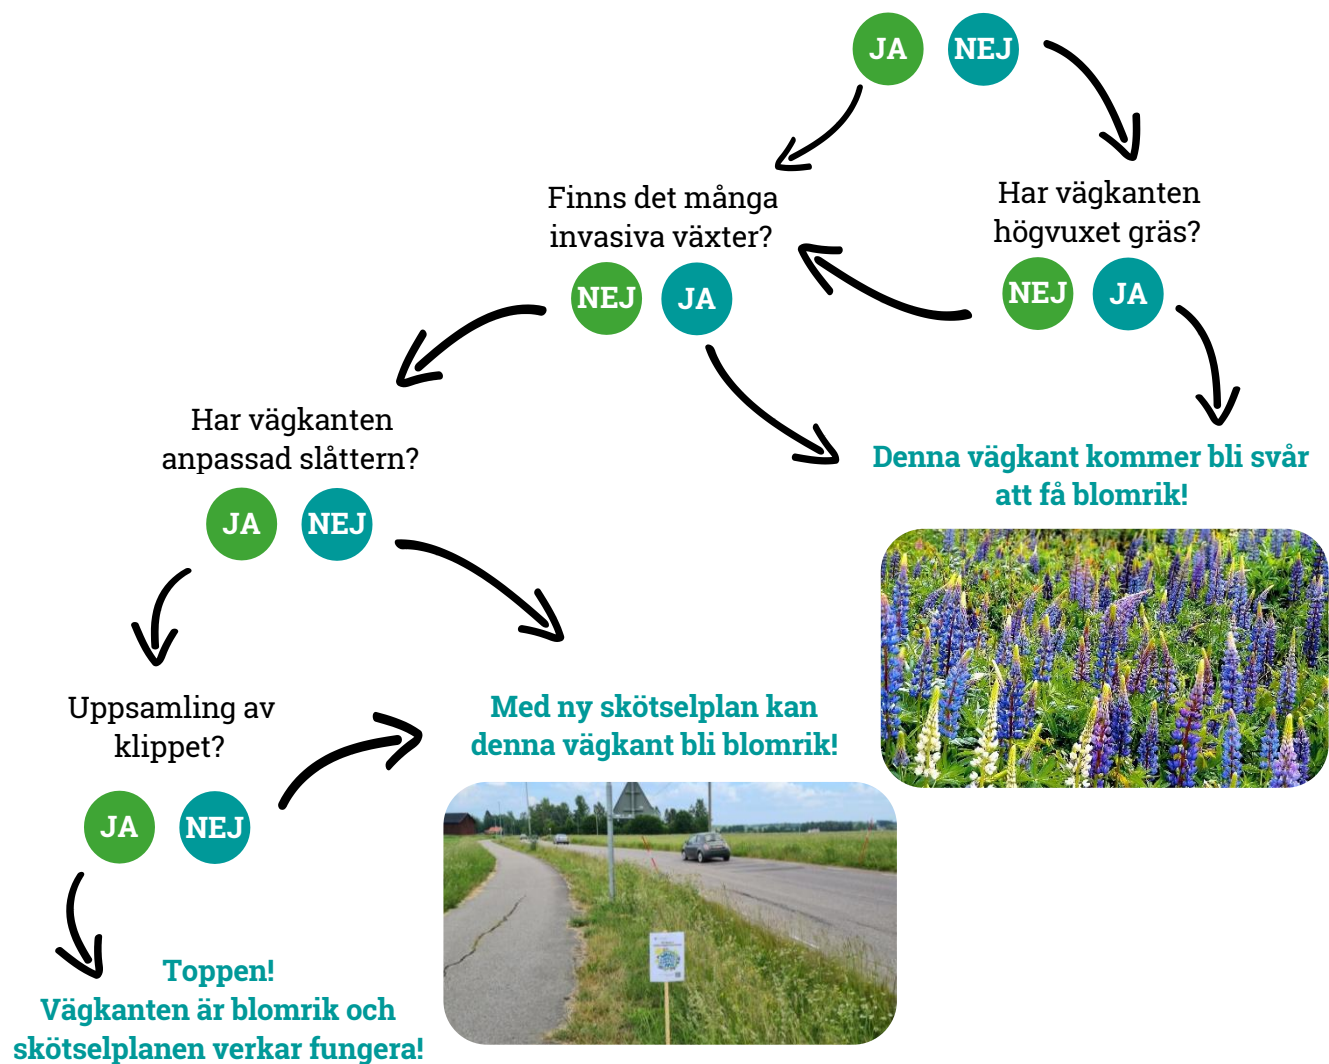 JA NEJ
Finns det många
invasiva växter?
NEJ JA
Har vägkanten
högvuxet gräs?
NEJ JA
Har vägkanten
anpassad slåttern?
JA NEJ
Denna vägkant kommer bli svår
att få blomrik!
Uppsamling av
klippet?
JA NEJ
Med ny skötselplan kan
denna vägkant bli blomrik!
Toppen!
Vägkanten är blomrik och
skötselplanen verkar fungera!